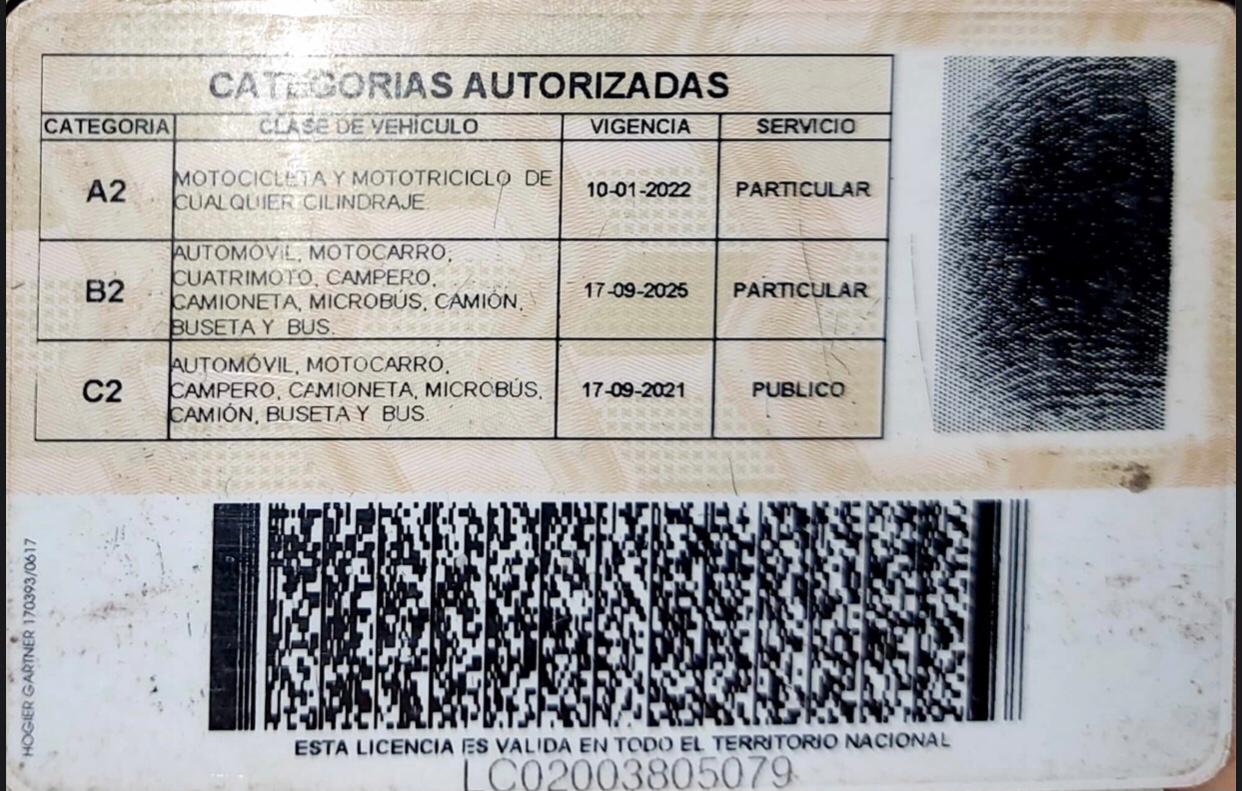 CATEGORIAS AUTORIZADAS
CATEGORIA CLASE DE VEHÍCULO VIGENCIA SERVICIO
A2 MOTOCICLETA Y MOTOTRICICLO DE CUALQUIER CILINDRAJE 10-01-2022 PARTICULAR
B2 AUTOMÓVIL, MOTOCARRO, CUATRIMOTO, CAMPERO, CAMIONETA, MICROBÚS, CAMIÓN, BUSETA Y BUS. 17-09-2025 PARTICULAR
C2 AUTOMÓVIL, MOTOCARRO, CAMPERO, CAMIONETA, MICROBÚS, CAMIÓN, BUSETA Y BUS. 17-09-2021 PUBLICO
HOGIER GARTNER 170393/0617
ESTA LICENCIA ES VALIDA EN TODO EL TERRITORIO NACIONAL
LC02003805079